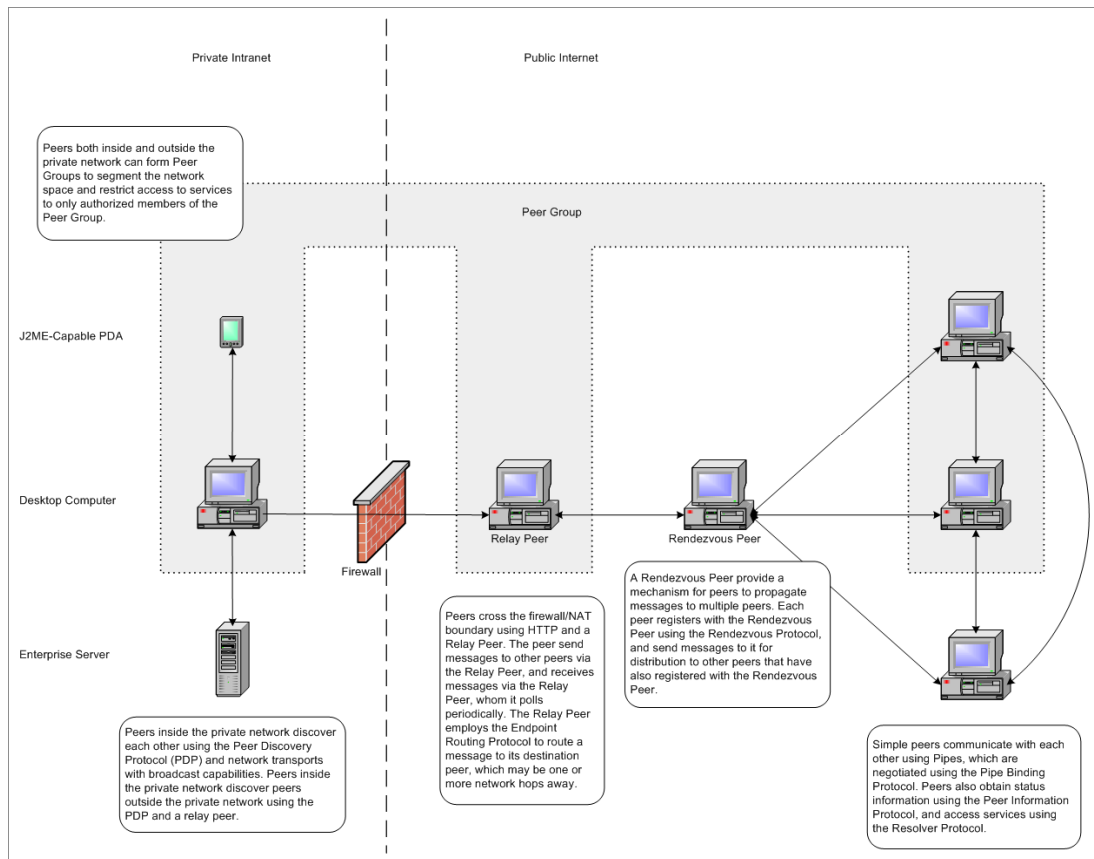 Private Intranet
Public Internet
Peers both inside and outside the
private network can form Peer
Groups to segment the network
space and restrict access to services
to only authorized members of the
Peer Group.
Peer Group
J2ME-Capable PDA
Desktop Computer
Relay Peer
Rendezvous Peer
Firewall
Enterprise Server
Peers cross the firewall/NAT
boundary using HTTP and a
Relay Peer. The peer send
messages to other peers via
the Relay Peer, and receives
messages via the Relay
Peer, whom it polls
periodically. The Relay Peer
employs the Endpoint
Routing Protocol to route a
message to its destination
peer, which may be one or
more network hops away.
A Rendezvous Peer provide a
mechanism for peers to propagate
messages to multiple peers. Each
peer registers with the Rendezvous
Peer using the Rendezvous Protocol,
and send messages to it for
distribution to other peers that have
also registered with the Rendezvous
Peer.
Peers inside the private network discover
each other using the Peer Discovery
Protocol (PDP) and network transports
with broadcast capabilities. Peers inside
the private network discover peers
outside the private network using the
PDP and a relay peer.
Simple peers communicate with each
other using Pipes, which are
negotiated using the Pipe Binding
Protocol. Peers also obtain status
information using the Peer Information
Protocol, and access services using
the Resolver Protocol.